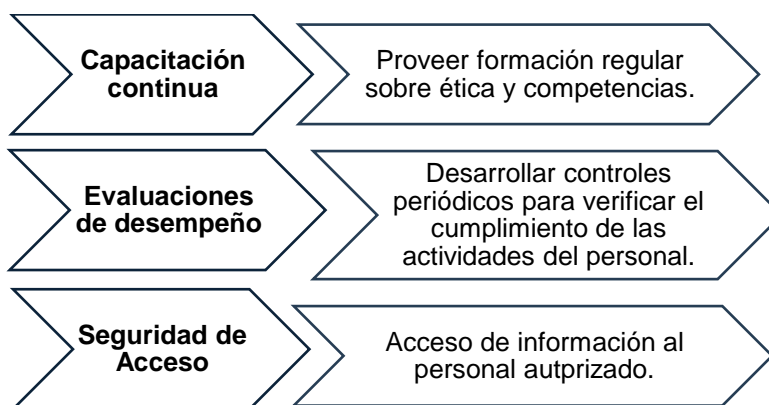 Capacitación
continua
Proveer formación regular
sobre ética y competencias.
Evaluaciones
de desempeño
Desarrollar controles
periódicos para verificar el
cumplimiento de las
actividades del personal.
Seguridad de
Acceso
Acceso de información al
personal autprizado.